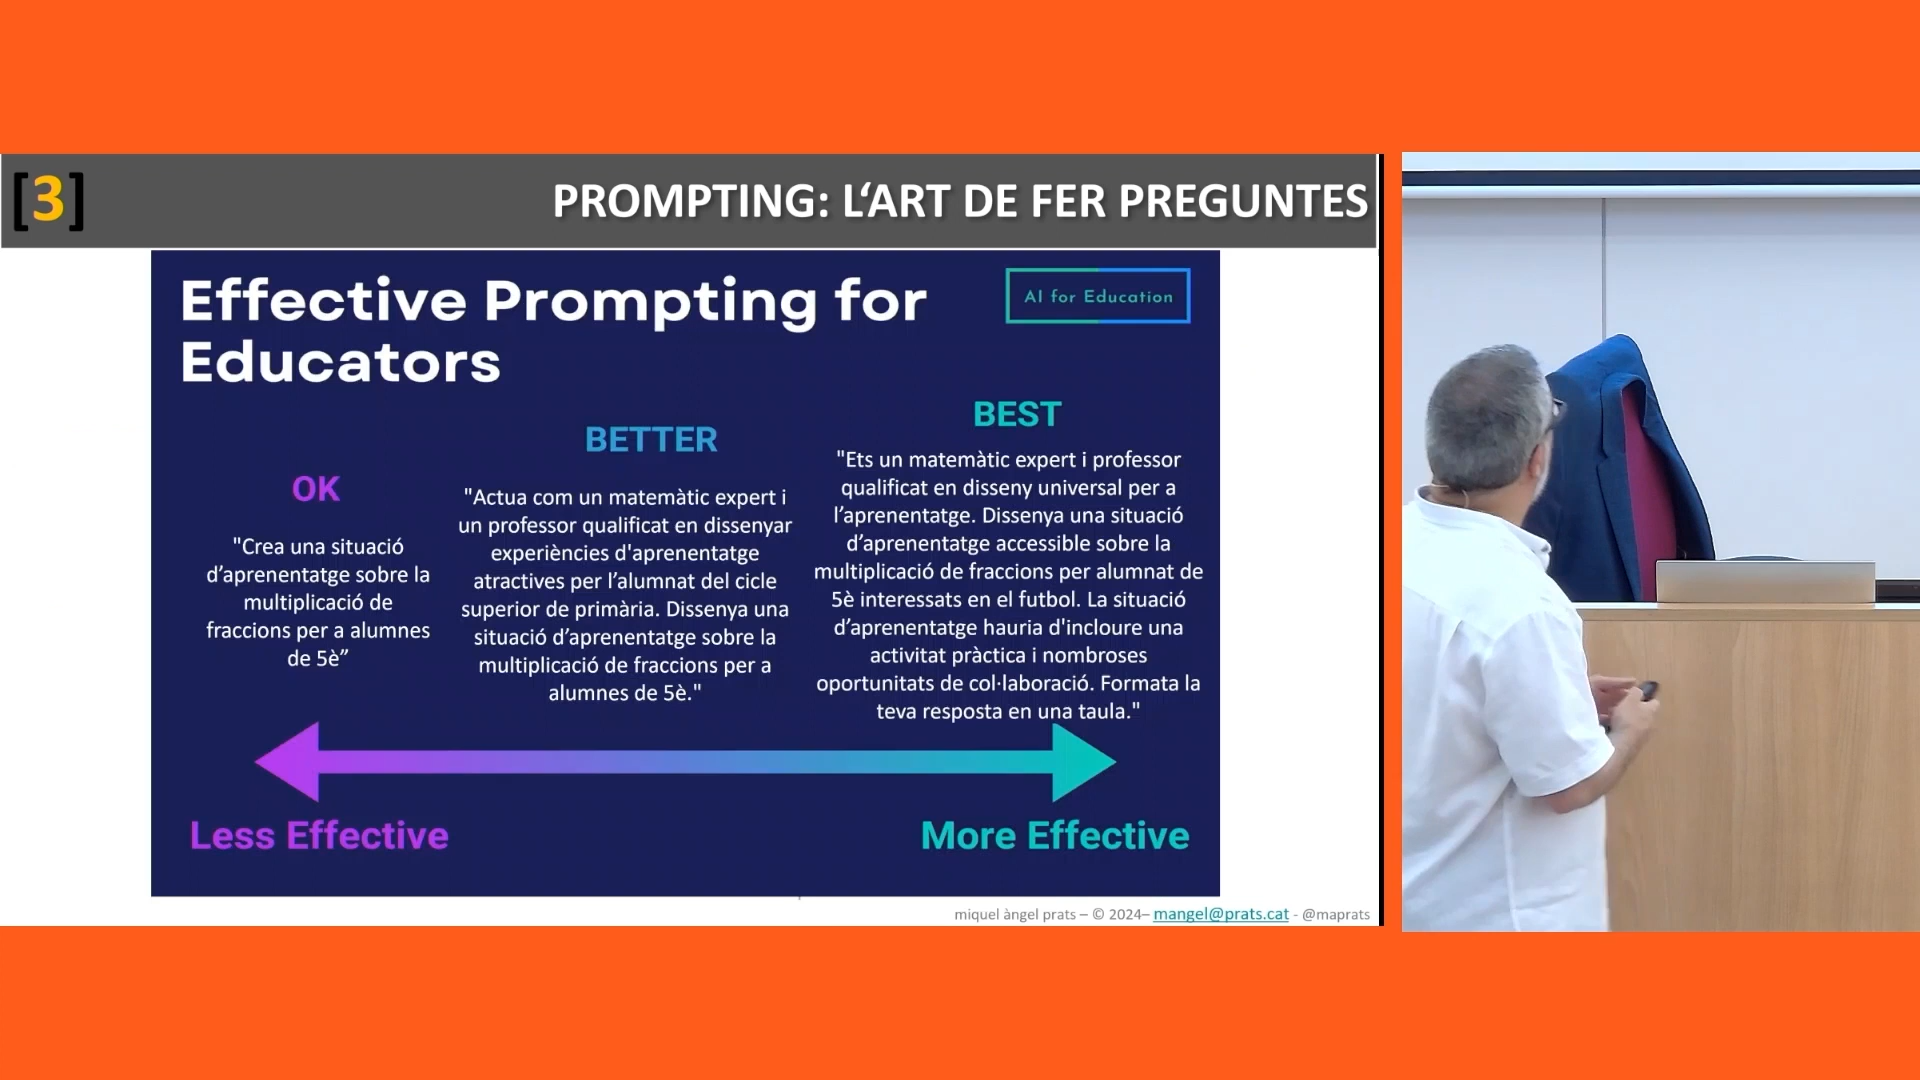 [3]
PROMPTING: L‘ART DE FER PREGUNTES
Effective Prompting for
Educators
AI for Education
OK
"Crea una situació
d’aprenentatge sobre la
multiplicació de
fraccions per a alumnes
de 5è”
BETTER
"Actua com un matemàtic expert i
un professor qualificat en dissenyar
experiències d'aprenentatge
atractives per l’alumnat del cicle
superior de primària. Dissenya una
situació d’aprenentatge sobre la
multiplicació de fraccions per a
alumnes de 5è."
BEST
"Ets un matemàtic expert i professor
qualificat en disseny universal per a
l’aprenentatge. Dissenya una situació
d’aprenentatge accessible sobre la
multiplicació de fraccions per alumnat de
5è interessats en el futbol. La situació
d’aprenentatge hauria d'incloure una
activitat pràctica i nombroses
oportunitats de col·laboració. Formata la
teva resposta en una taula."
Less Effective
More Effective
miquel àngel prats – © 2024– mangel@prats.cat - @maprats